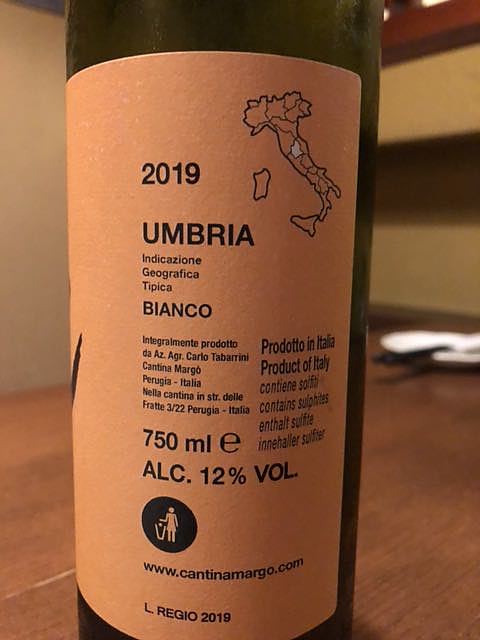 2019
UMBRIA
Indicazione
Geografica
Tipica
BIANCO
Integralmente prodotto
da Az. Agr. Carlo Tabarrini
Cantina Margò
Perugia - Italia
Nella cantina in str. delle
Fratte 3/22 Perugia - Italia
Prodotto in Italia
Product of Italy
contiene solfiti
contains sulphites
enthalt sulfite
innehaller sulfiter
750 ml ℮
ALC. 12% VOL.
www.cantinamargo.com
L. REGIO 2019